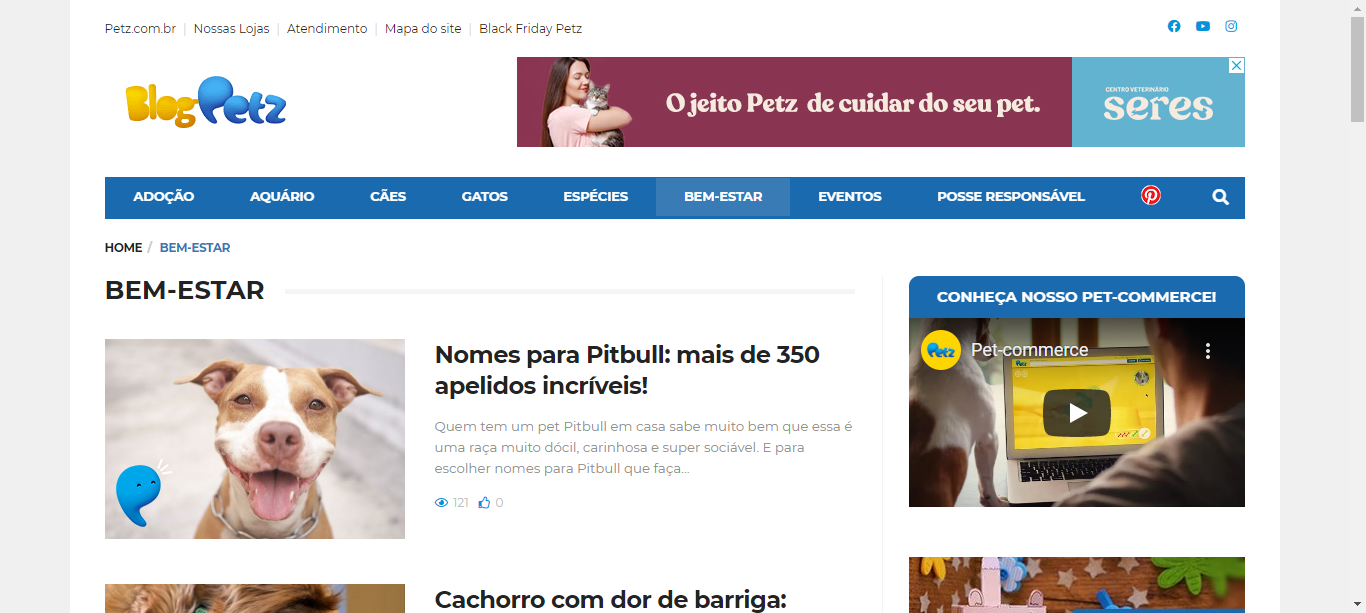 Petz.com.br | Nossas Lojas | Atendimento | Mapa do site | Black Friday Petz
Blog Petz
O jeito Petz de cuidar do seu pet.
CENTRO VETERINÁRIO
seres
ADOÇÃO AQUÁRIO CÃES GATOS ESPÉCIES BEM-ESTAR EVENTOS POSSE RESPONSÁVEL
HOME / BEM-ESTAR
BEM-ESTAR
Nomes para Pitbull: mais de 350
apelidos incríveis!
Quem tem um pet Pitbull em casa sabe muito bem que essa é
uma raça muito dócil, carinhosa e super sociável. E para
escolher nomes para Pitbull que faça...
121 0
Cachorro com dor de barriga:
CONHEÇA NOSSO PET-COMMERCE!
Petz
Pet-commerce
Petz